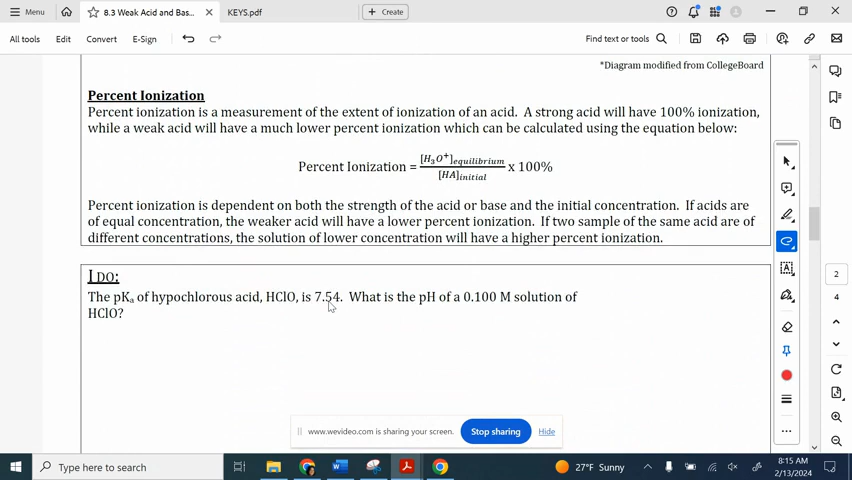 Menu
8.3 Weak Acid and Bas...
KEYS.pdf
Create
All tools Edit Convert E-Sign
Find text or tools
*Diagram modified from CollegeBoard
Percent Ionization
Percent ionization is a measurement of the extent of ionization of an acid. A strong acid will have 100% ionization,
while a weak acid will have a much lower percent ionization which can be calculated using the equation below:
Percent Ionization = [H₃O⁺]equilibrium / [HA]initial x 100%
Percent ionization is dependent on both the strength of the acid or base and the initial concentration. If acids are
of equal concentration, the weaker acid will have a lower percent ionization. If two sample of the same acid are of
different concentrations, the solution of lower concentration will have a higher percent ionization.
I DO:
The pKₐ of hypochlorous acid, HClO, is 7.54. What is the pH of a 0.100 M solution of
HClO?
2
4
www.wevideo.com is sharing your screen. Stop sharing Hide
Type here to search
27°F Sunny
8:15 AM
2/13/2024